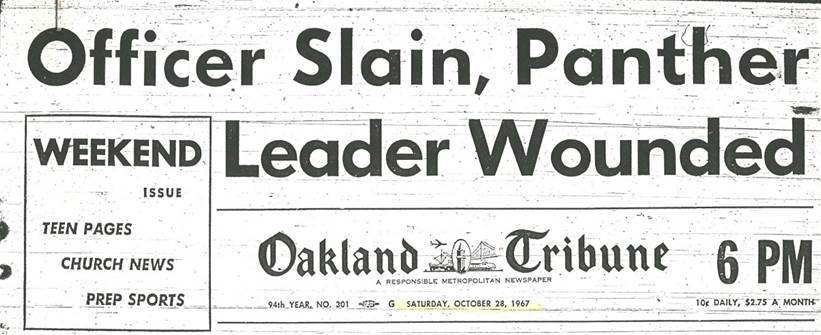 Officer Slain, Panther
Leader Wounded
WEEKEND
ISSUE
TEEN PAGES
CHURCH NEWS
PREP SPORTS
Oakland Tribune
A RESPONSIBLE METROPOLITAN NEWSPAPER
6 PM
94th YEAR, NO. 201 G SATURDAY, OCTOBER 28, 1967 10¢ DAILY, $2.75 A MONTH